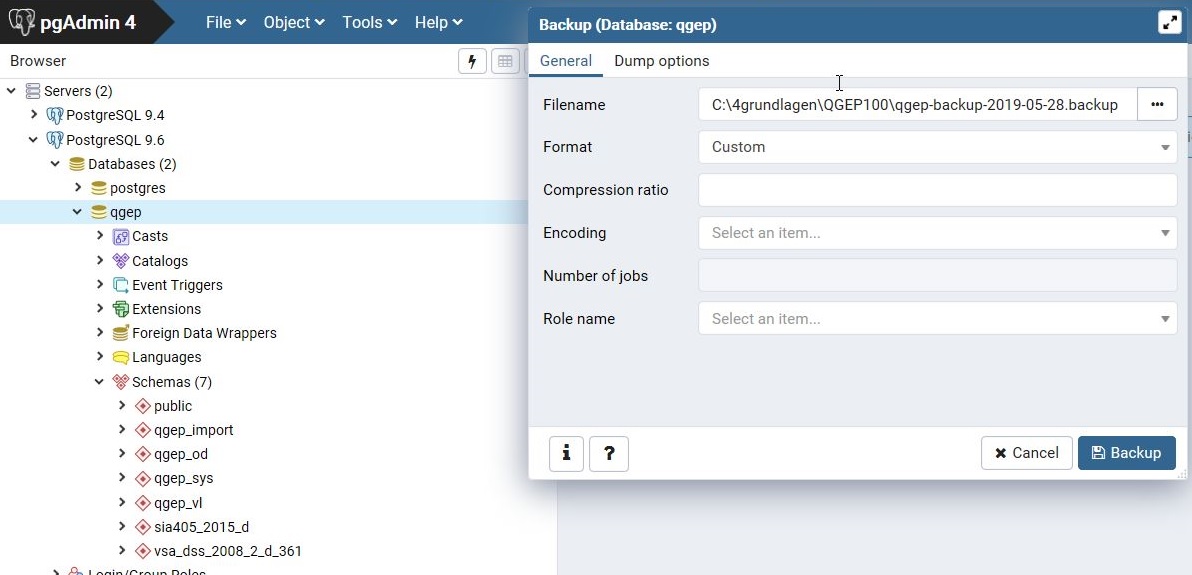 pgAdmin 4
File Object Tools Help
Browser
Servers (2)
PostgreSQL 9.4
PostgreSQL 9.6
Databases (2)
postgres
qgep
Casts
Catalogs
Event Triggers
Extensions
Foreign Data Wrappers
Languages
Schemas (7)
public
qgep_import
qgep_od
qgep_sys
qgep_vl
sia405_2015_d
vsa_dss_2008_2_d_361
Login/Group Roles
Backup (Database: qgep)
General Dump options
Filename C:\4grundlagen\QGEP100\qgep-backup-2019-05-28.backup ...
Format Custom
Compression ratio
Encoding Select an item...
Number of jobs
Role name Select an item...
i ? Cancel Backup